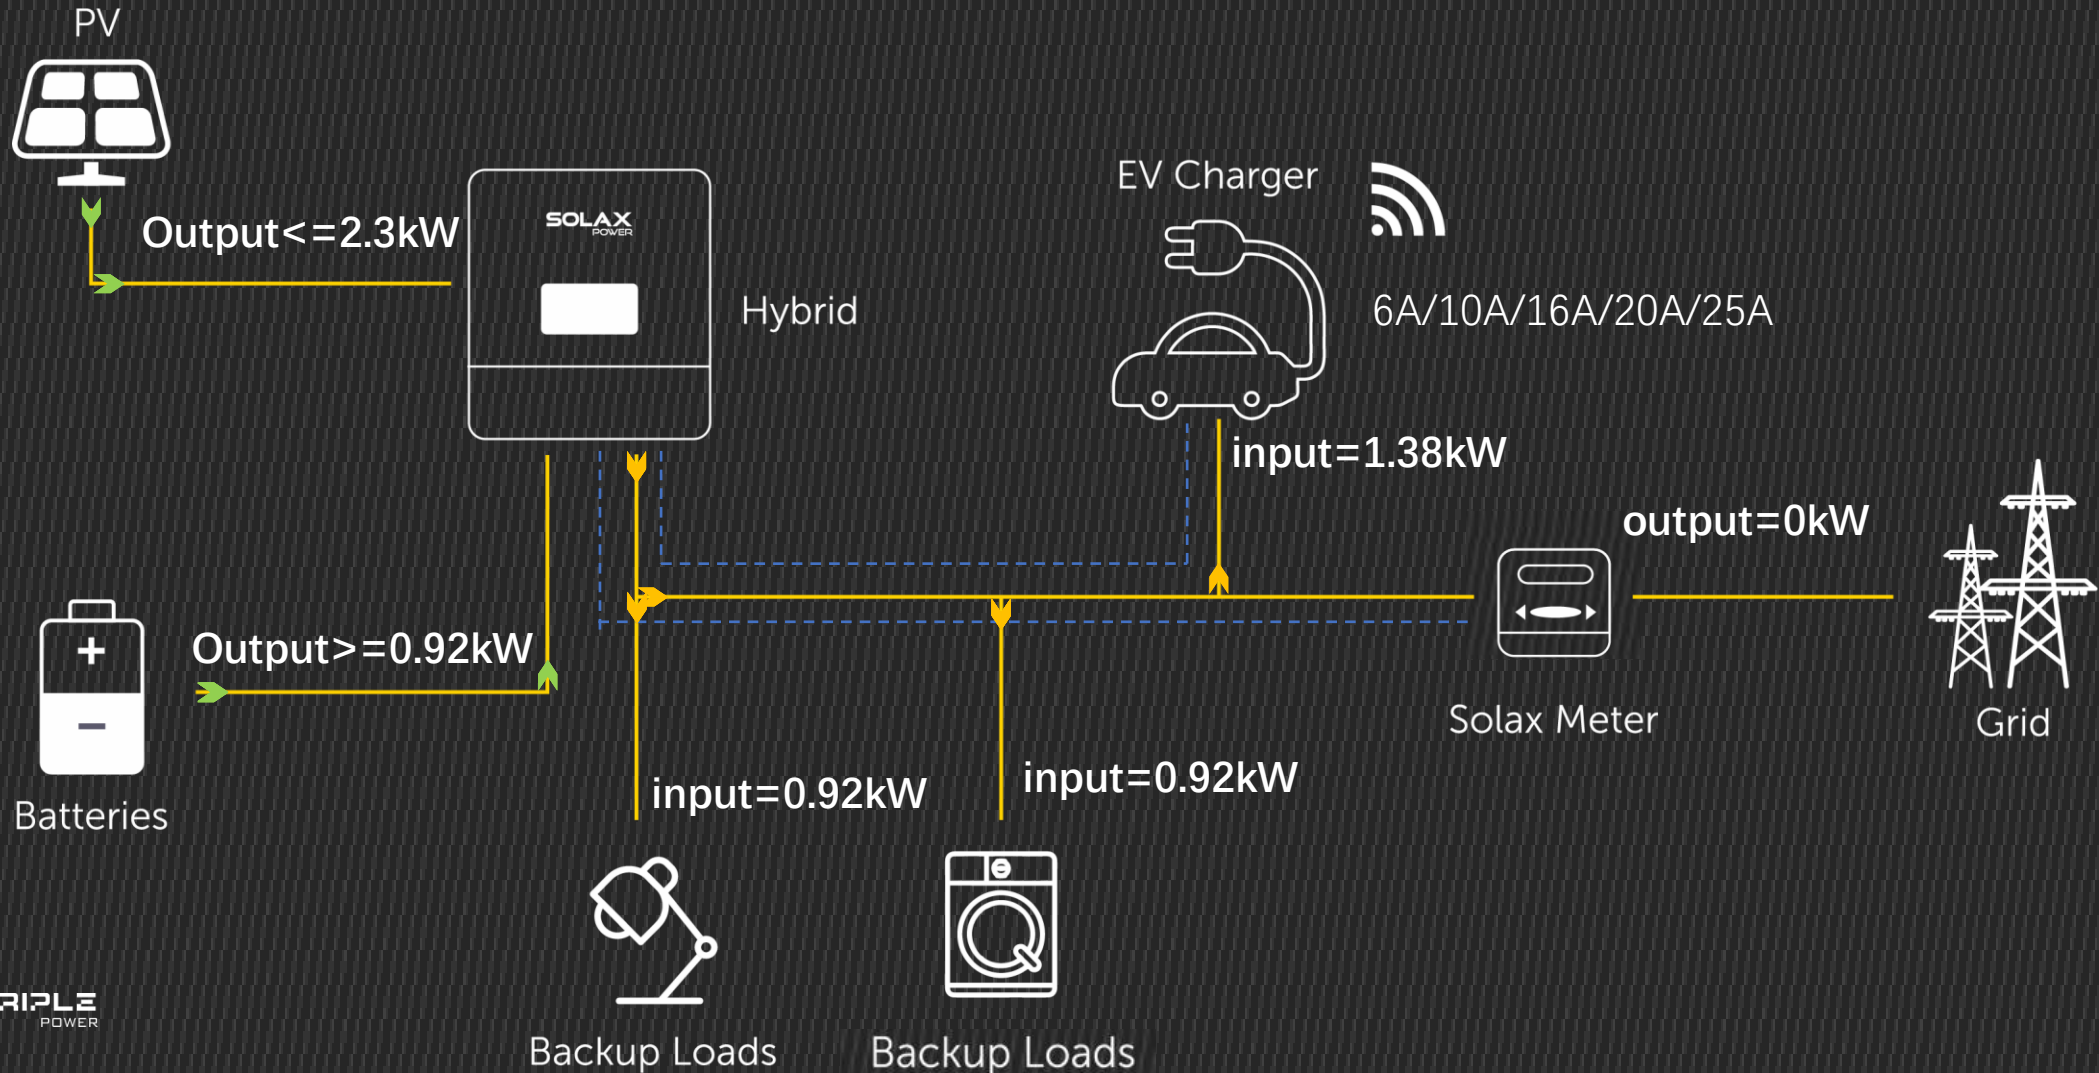 PV
Output<=2.3kW
SOLAX
POWER
Hybrid
EV Charger
6A/10A/16A/20A/25A
input=1.38kW
output=0kW
Output>=0.92kW
Batteries
Solax Meter
Grid
input=0.92kW
input=0.92kW
RIPLE
POWER
Backup Loads
Backup Loads